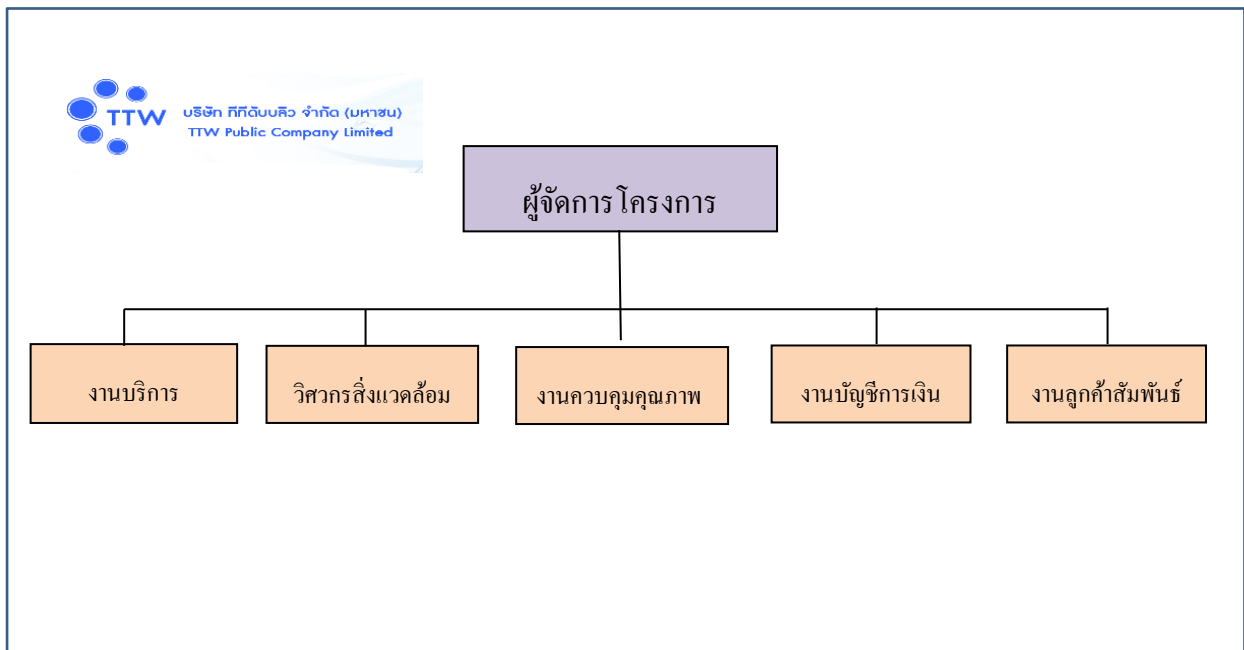 TTW
บริษัท ทีทีดับบลิว จำกัด (มหาชน)
TTW Public Company Limited
ผู้จัดการโครงการ
งานบริการ
วิศวกรสิ่งแวดล้อม
งานควบคุมคุณภาพ
งานบัญชีการเงิน
งานลูกค้าสัมพันธ์